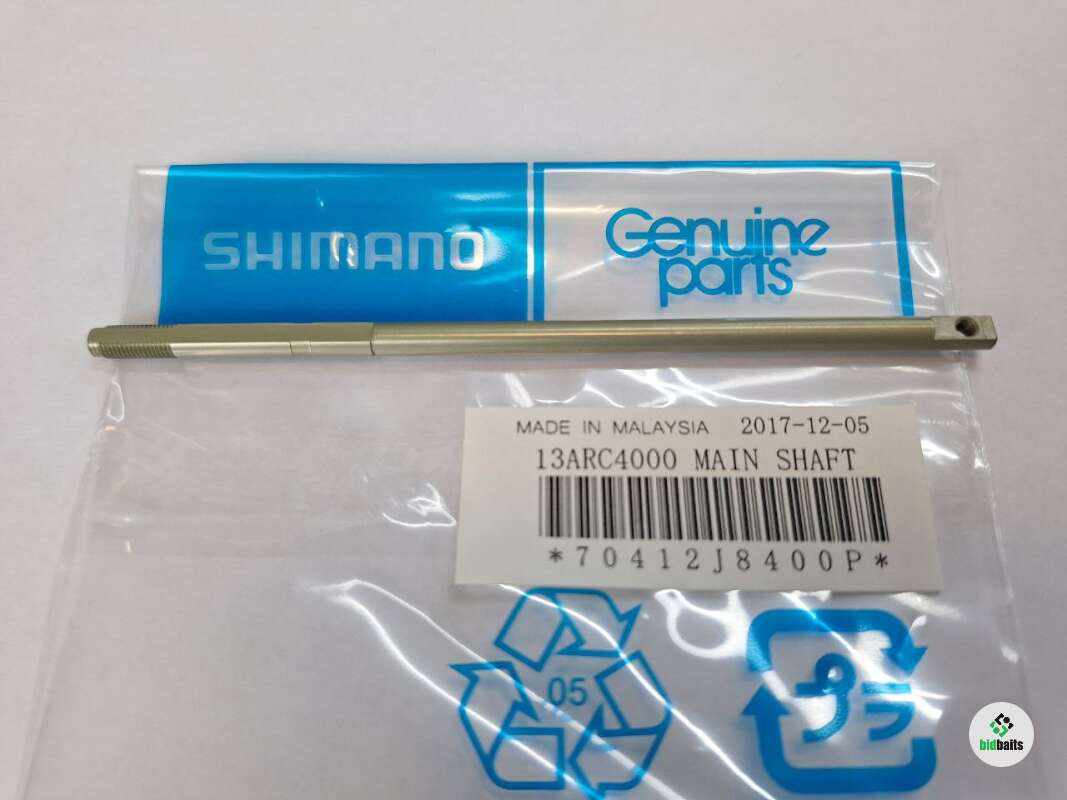 SHIMANO
Genuine
parts
MADE IN MALAYSIA 2017-12-05
13ARC4000 MAIN SHAFT
*70412J8400P*
05
プラ
bidbaits